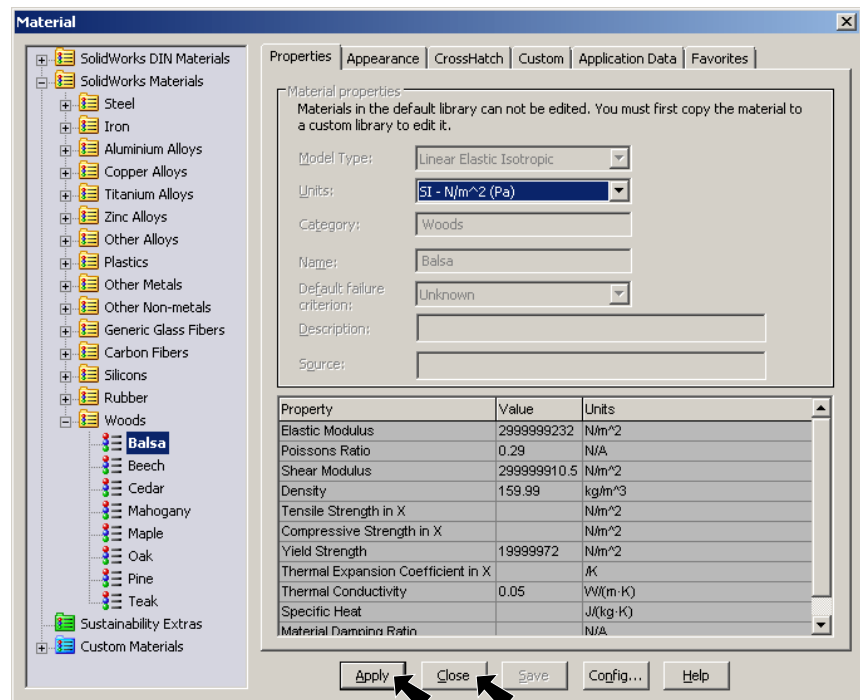 Material
SolidWorks DIN Materials
SolidWorks Materials
Steel
Iron
Aluminium Alloys
Copper Alloys
Titanium Alloys
Zinc Alloys
Other Alloys
Plastics
Other Metals
Other Non-metals
Generic Glass Fibers
Carbon Fibers
Silicons
Rubber
Woods
Balsa
Beech
Cedar
Mahogany
Maple
Oak
Pine
Teak
Sustainability Extras
Custom Materials
Properties Appearance CrossHatch Custom Application Data Favorites
Material properties
Materials in the default library can not be edited. You must first copy the material to
a custom library to edit it.
Model Type: Linear Elastic Isotropic
Units: SI - N/m^2 (Pa)
Category: Woods
Name: Balsa
Default failure
criterion: Unknown
Description:
Source:
Property Value Units
Elastic Modulus 2999999232 N/m^2
Poissons Ratio 0.29 N/A
Shear Modulus 299999910.5 N/m^2
Density 159.99 kg/m^3
Tensile Strength in X N/m^2
Compressive Strength in X N/m^2
Yield Strength 19999972 N/m^2
Thermal Expansion Coefficient in X /K
Thermal Conductivity 0.05 W/(m·K)
Specific Heat J/(kg·K)
Material Damping Ratio N/A
Apply Close Save Config... Help